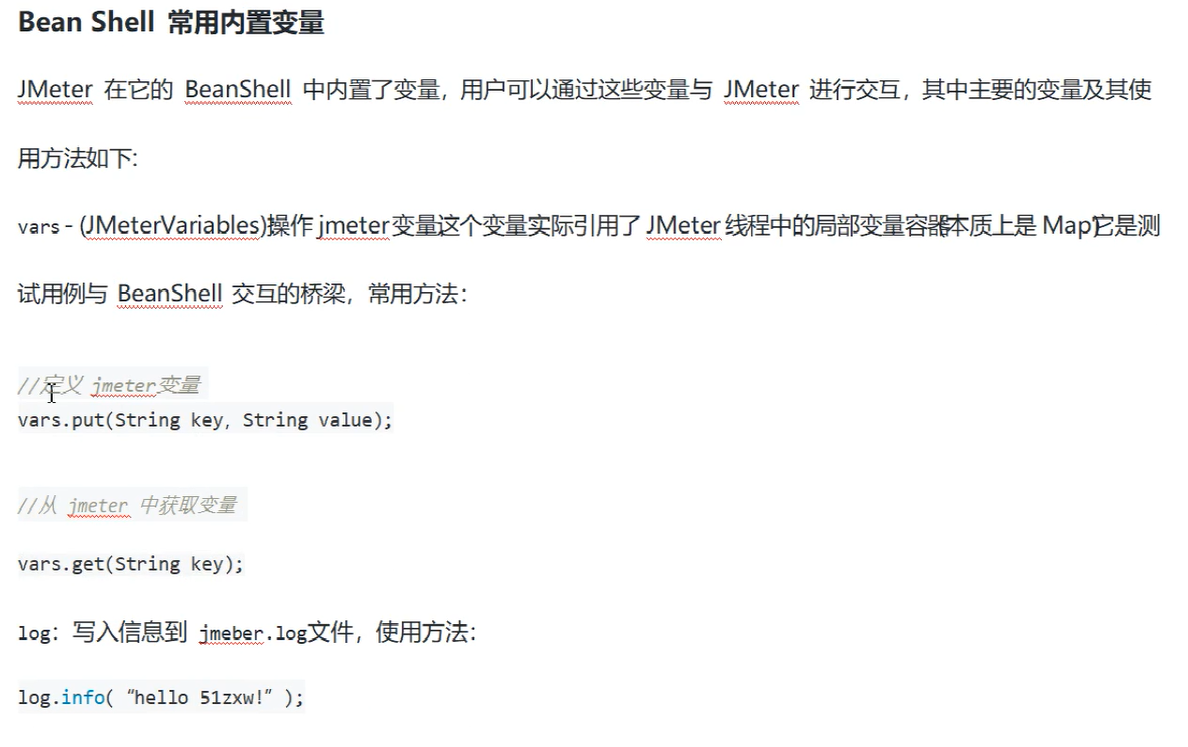 Bean Shell 常用内置变量
JMeter 在它的 BeanShell 中内置了变量，用户可以通过这些变量与 JMeter 进行交互，其中主要的变量及其使
用方法如下:
vars - (JMeterVariables)操作jmeter变量这个变量实际引用了JMeter线程中的局部变量容器(本质上是Map)它是测
试用例与 BeanShell 交互的桥梁，常用方法：
//定义 jmeter变量
vars.put(String key, String value);
//从 jmeter 中获取变量
vars.get(String key);
log: 写入信息到 jmeber.log文件，使用方法:
log.info( “hello 51zxw!” );